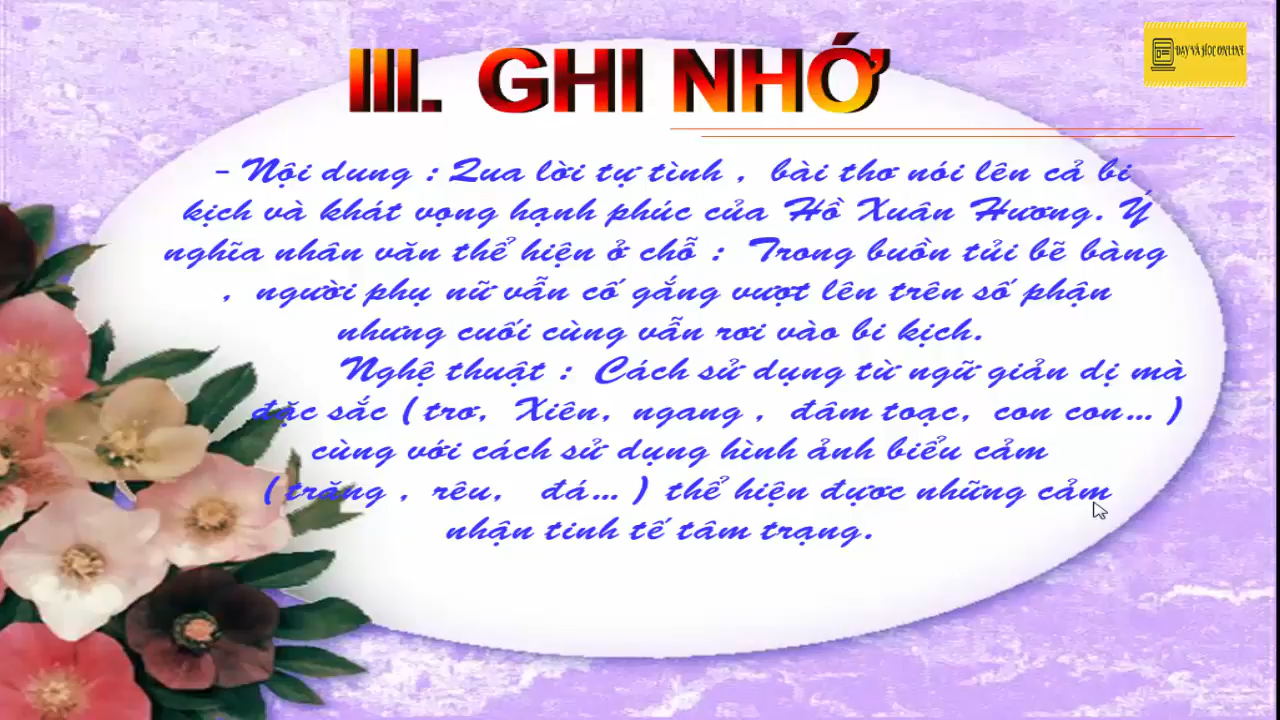 III. GHI NHỚ
DẠY VÀ HỌC ONLINE
- Nội dung : Qua lời tự tình , bài thơ nói lên cả bi
kịch và khát vọng hạnh phúc của Hồ Xuân Hương. Ý
nghĩa nhân văn thể hiện ở chỗ : Trong buồn tủi bẽ bàng
, người phụ nữ vẫn cố gắng vượt lên trên số phận
nhưng cuối cùng vẫn rơi vào bi kịch.
Nghệ thuật : Cách sử dụng từ ngữ giản dị mà
đặc sắc ( trơ, Xiên, ngang , đâm toạc, con con... )
cùng với cách sử dụng hình ảnh biểu cảm
( trăng , rêu, đá... ) thể hiện đựơc những cảm
nhận tinh tế tâm trạng.